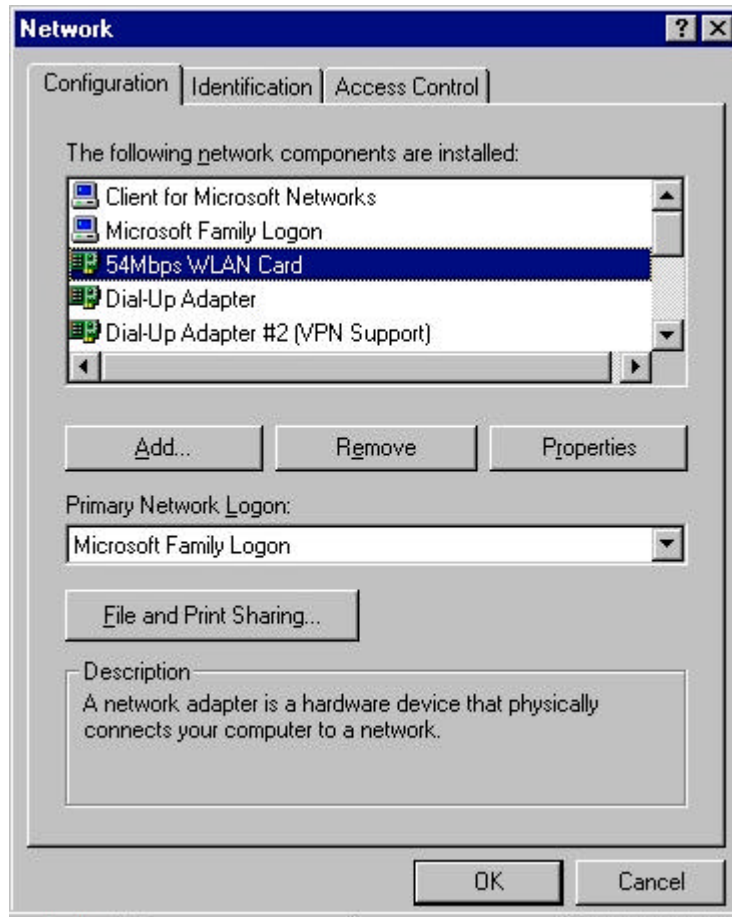 Network
Configuration Identification Access Control
The following network components are installed:
Client for Microsoft Networks
Microsoft Family Logon
54Mbps WLAN Card
Dial-Up Adapter
Dial-Up Adapter #2 (VPN Support)
Add... Remove Properties
Primary Network Logon:
Microsoft Family Logon
File and Print Sharing...
Description
A network adapter is a hardware device that physically
connects your computer to a network.
OK Cancel